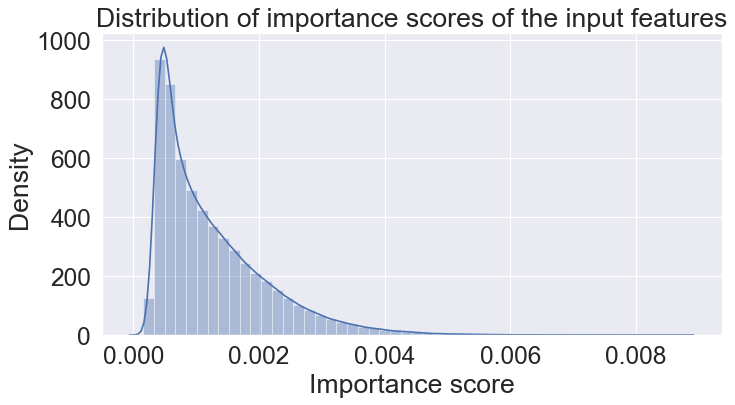 Distribution of importance scores of the input features
1000
800
600
400
200
0
Density
0.000 0.002 0.004 0.006 0.008
Importance score